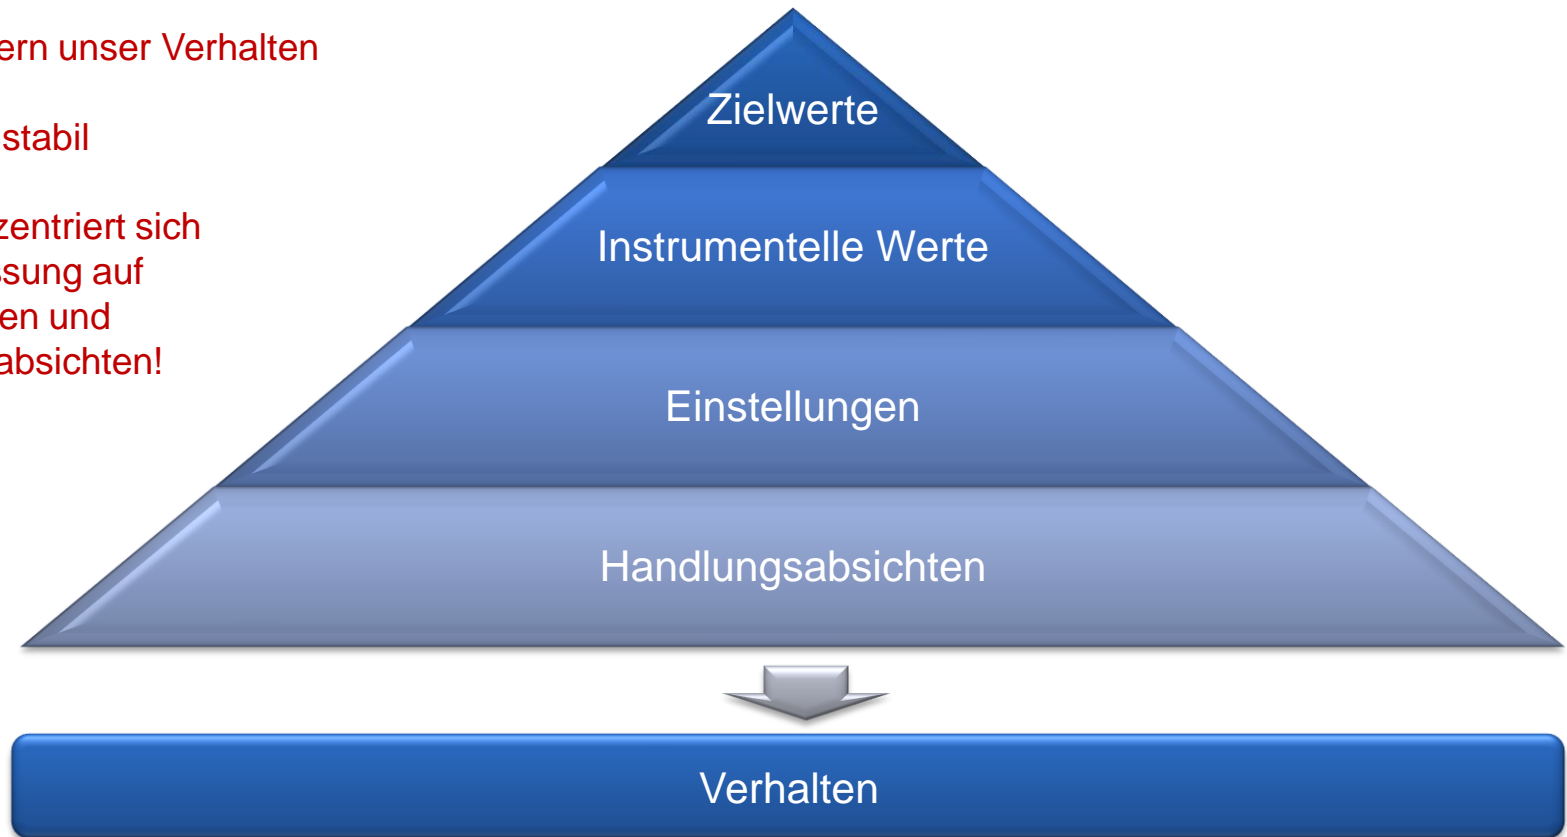 ern unser Verhalten
stabil
zentriert sich
ssung auf
en und
absichten!
Zielwerte
Instrumentelle Werte
Einstellungen
Handlungsabsichten
Verhalten